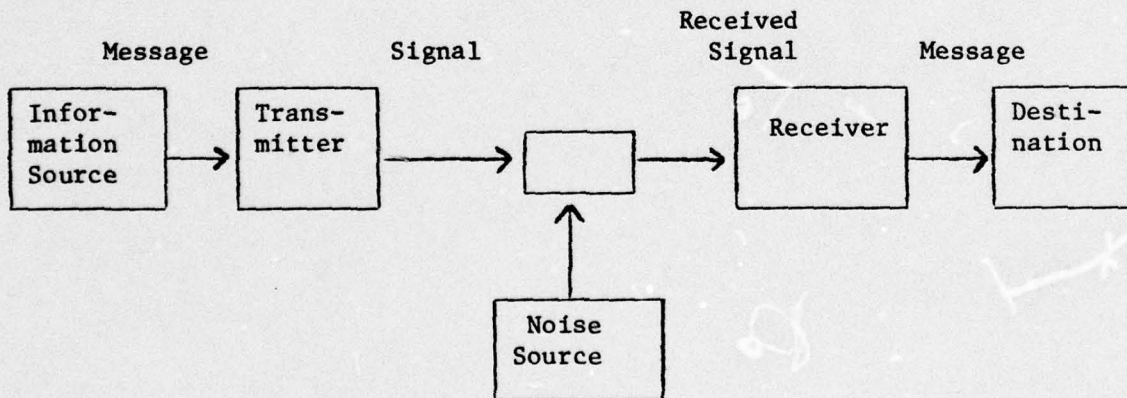 Message
Signal
Received
Signal
Message
Infor-
mation
Source
Trans-
mitter
Receiver
Desti-
nation
Noise
Source